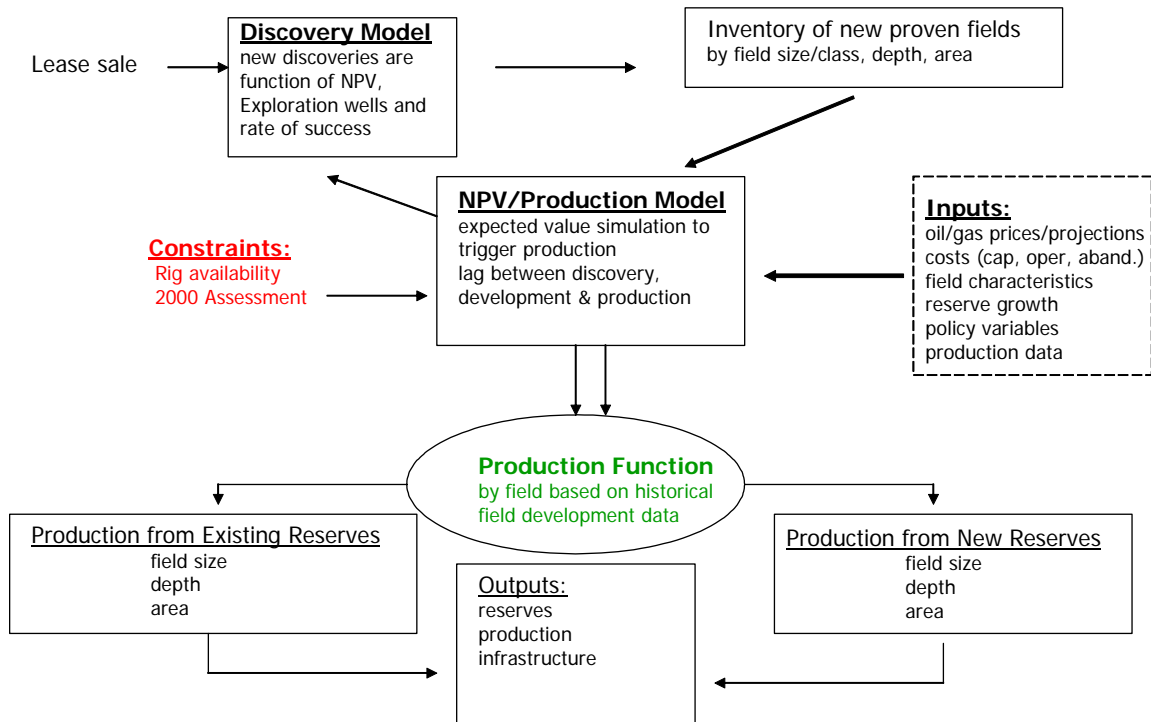 Lease sale
Discovery Model
new discoveries are
function of NPV,
Exploration wells and
rate of success
Inventory of new proven fields
by field size/class, depth, area
NPV/Production Model
expected value simulation to
trigger production
lag between discovery,
development & production
Constraints:
Rig availability
2000 Assessment
Inputs:
oil/gas prices/projections
costs (cap, oper, aband.)
field characteristics
reserve growth
policy variables
production data
Production Function
by field based on historical
field development data
Production from Existing Reserves
field size
depth
area
Outputs:
reserves
production
infrastructure
Production from New Reserves
field size
depth
area